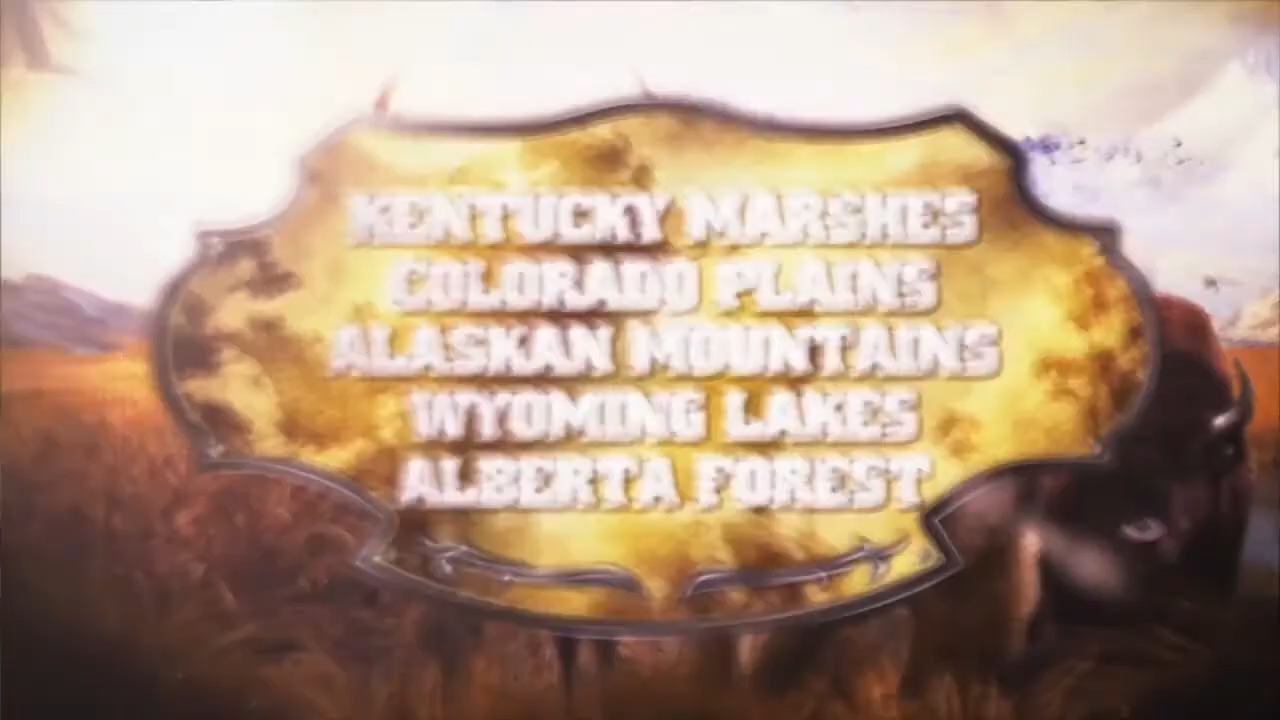 KENTUCKY MARSHES
COLORADO PLAINS
ALASKAN MOUNTAINS
WYOMING LAKES
ALBERTA FOREST